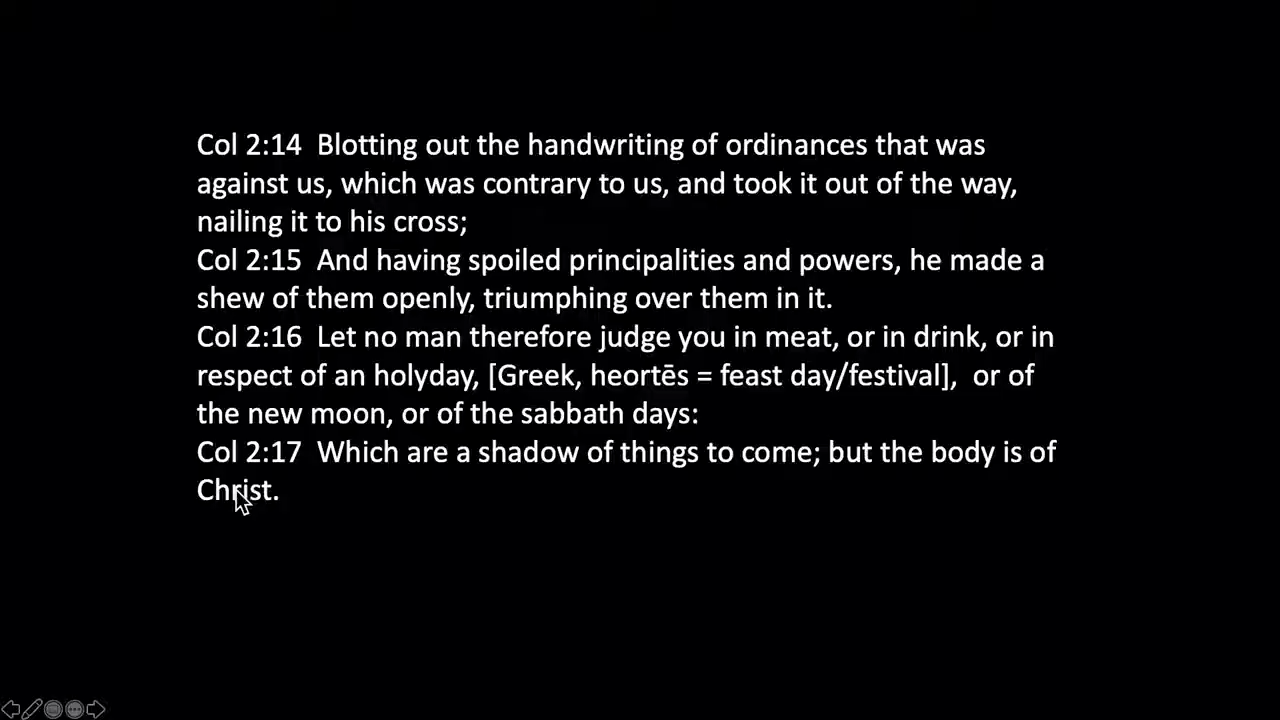 Col 2:14  Blotting out the handwriting of ordinances that was
against us, which was contrary to us, and took it out of the way,
nailing it to his cross;
Col 2:15  And having spoiled principalities and powers, he made a
shew of them openly, triumphing over them in it.
Col 2:16  Let no man therefore judge you in meat, or in drink, or in
respect of an holyday, [Greek, heortēs = feast day/festival],  or of
the new moon, or of the sabbath days:
Col 2:17  Which are a shadow of things to come; but the body is of
Christ.